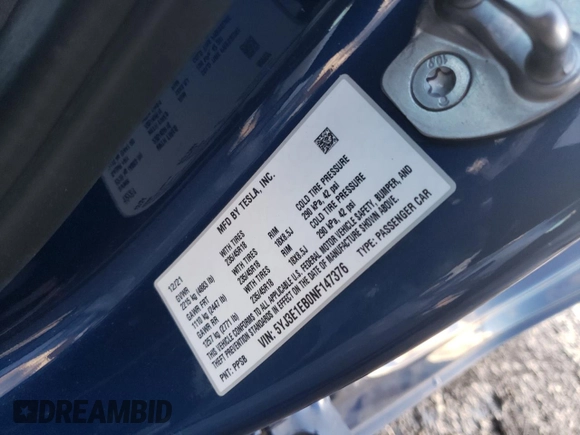 MFD BY TESLA, INC.
12/21
GVWR
2215 kg (4883 lb)
GAWR FRT WITH TIRES RIM COLD TIRE PRESSURE
1110 kg (2447 lb) 235/45R18 18X8.5J 290 kPa, 42 psi
GAWR RR WITH TIRES RIM COLD TIRE PRESSURE
1257 kg (2771 lb) 235/45R18 18X8.5J 290 kPa, 42 psi
THIS VEHICLE CONFORMS TO ALL APPLICABLE U.S. FEDERAL MOTOR VEHICLE SAFETY, BUMPER, AND
THEFT PREVENTION STANDARDS IN EFFECT ON THE DATE OF MANUFACTURE SHOWN ABOVE.
VIN: 5YJ3E1EB0NF147376 TYPE: PASSENGER CAR
PNT: PPSB
DREAMBID